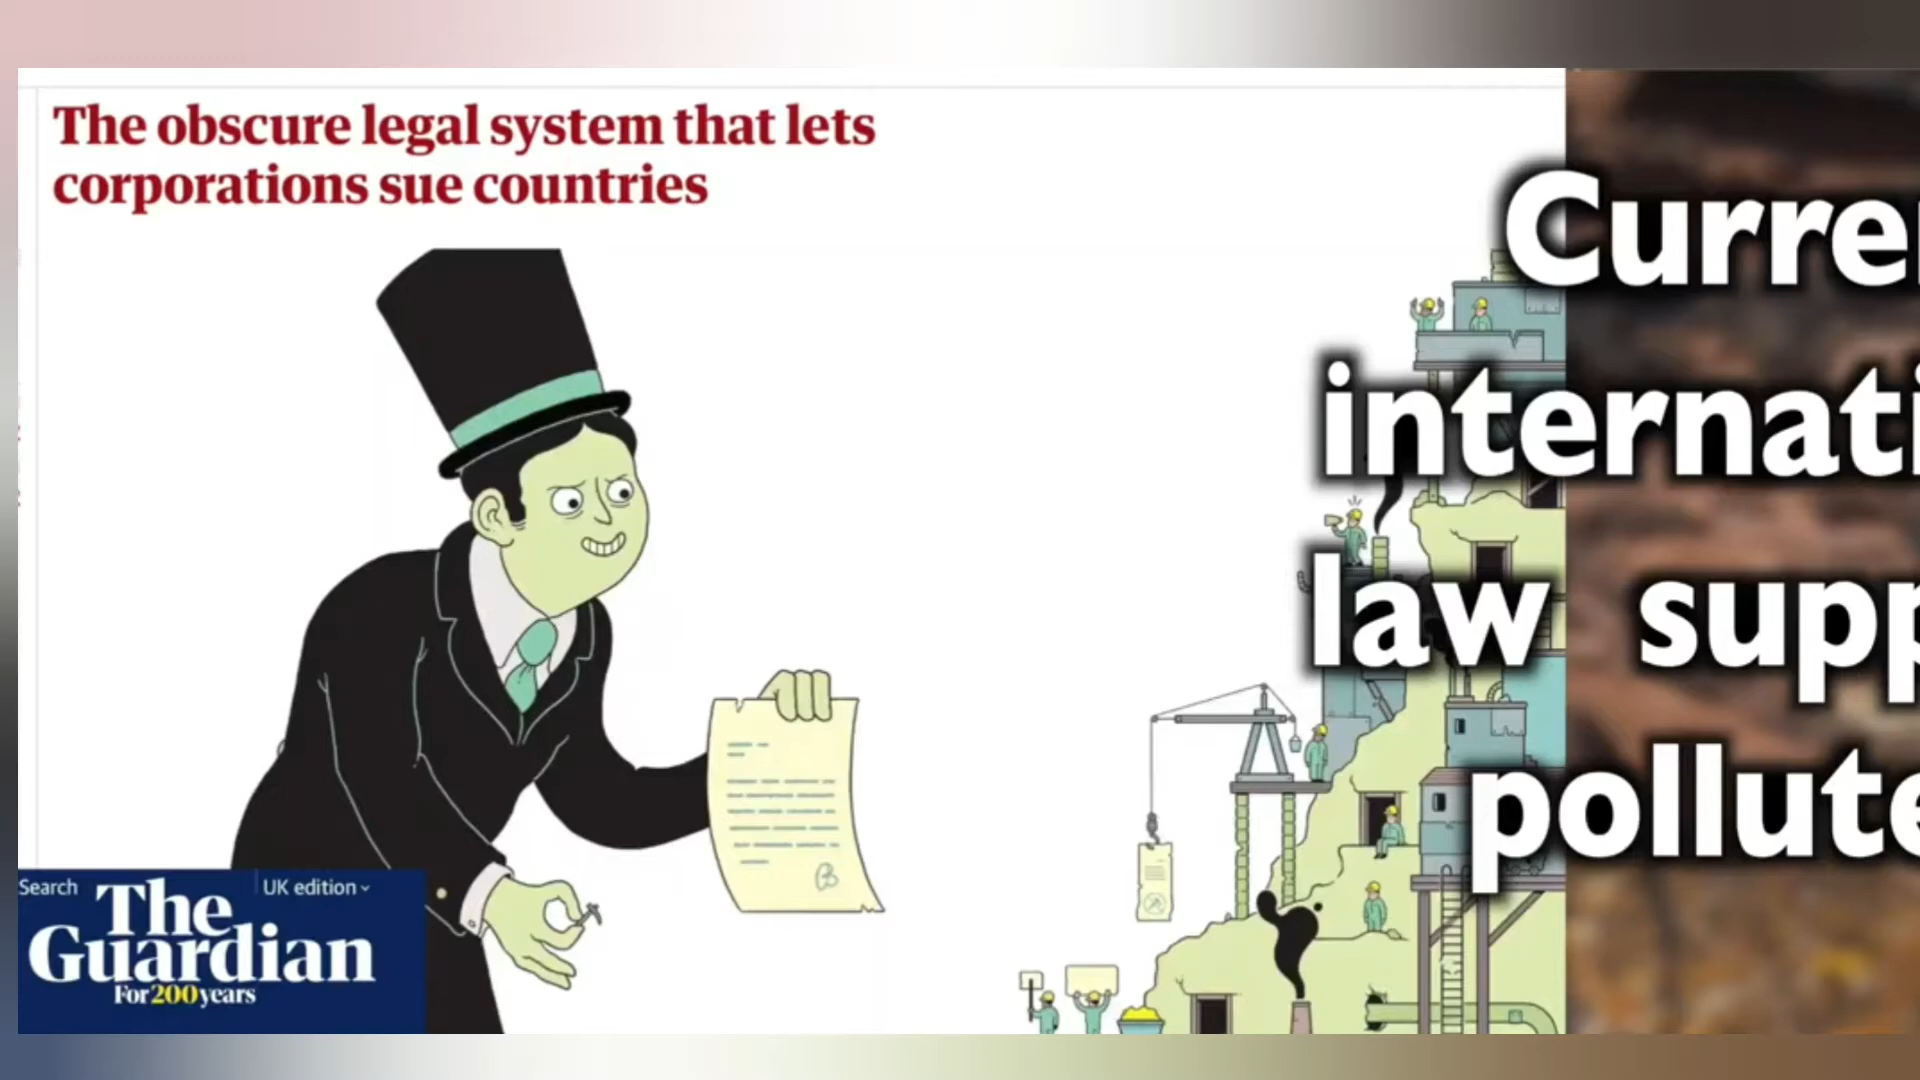 The obscure legal system that lets
corporations sue countries
Curre
internati
law supp
pollute
Search
UK edition
The
Guardian
For 200 years